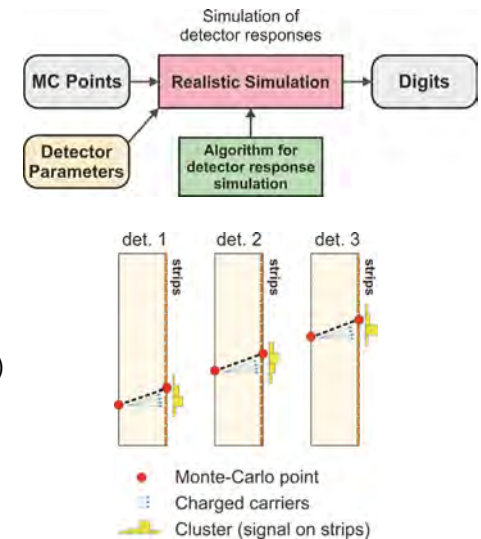 Simulation of
detector responses
MC Points
Realistic Simulation
Digits
Detector
Parameters
Algorithm for
detector response
simulation
det. 1
det. 2
det. 3
strips
strips
strips
)
Monte-Carlo point
Charged carriers
Cluster (signal on strips)